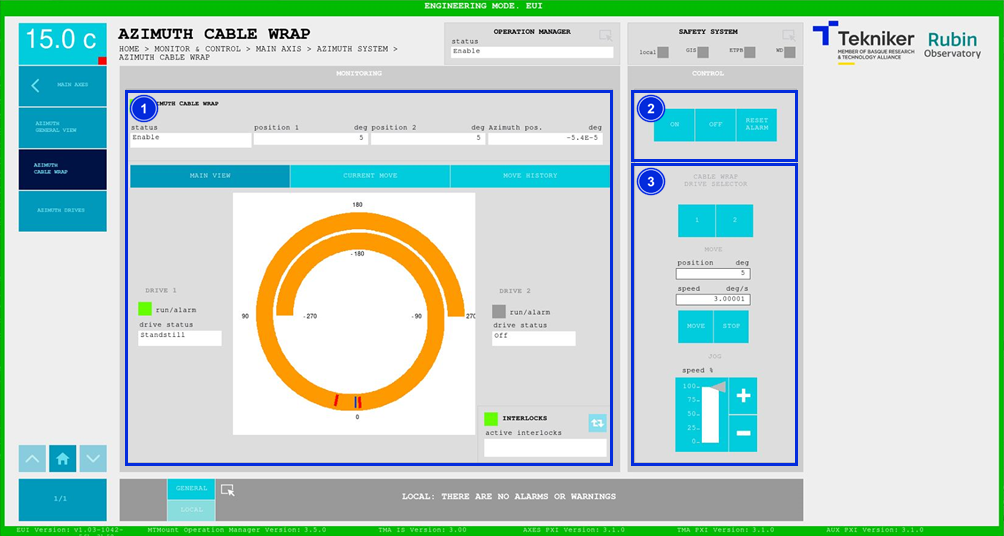 ENGINEERING MODE. EUI
15.0 c
AZIMUTH CABLE WRAP
HOME > MONITOR & CONTROL > MAIN AXIS > AZIMUTH SYSTEM >
AZIMUTH CABLE WRAP
OPERATION MANAGER
status
Enable
SAFETY SYSTEM
local
GIS
ETPB
WD
Tekniker
MEMBER OF BASQUE RESEARCH
& TECHNOLOGY ALLIANCE
Rubin
Observatory
MAIN AXES
AZIMUTH
GENERAL VIEW
AZIMUTH
CABLE WRAP
AZIMUTH DRIVES
MONITORING
1
ZIMUTH CABLE WRAP
status
Enable
position 1 deg
5
position 2 deg
5
Azimuth pos. deg
-5.4E-5
MAIN VIEW
CURRENT MOVE
MOVE HISTORY
180
-180
90
-270
-90
270
0
DRIVE 1
run/alarm
drive status
Standstill
DRIVE 2
run/alarm
drive status
Off
INTERLOCKS
active interlocks
CONTROL
2
ON
OFF
RESET
ALARM
3
CABLE WRAP
DRIVE SELECTOR
1
2
MOVE
position deg
5
speed deg/s
3.00001
MOVE
STOP
JOG
speed %
100
75
50
25
0
+
-
1/1
GENERAL
LOCAL
LOCAL: THERE ARE NO ALARMS OR WARNINGS
EUI Version: v1.03-1042-
MTMount Operation Manager Version: 3.5.0
TMA IS Version: 3.00
AXES PXI Version: 3.1.0
TMA PXI Version: 3.1.0
AUX PXI Version: 3.1.0